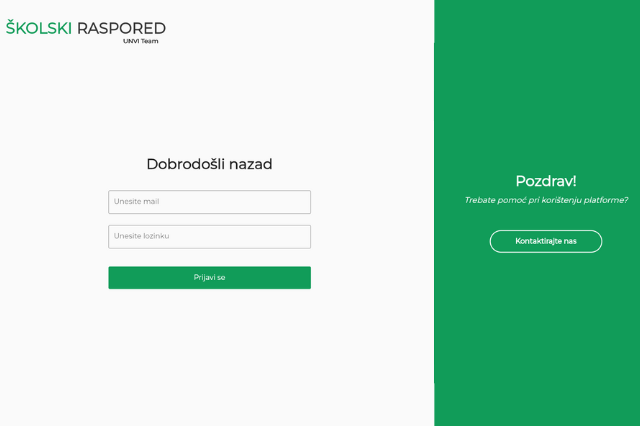 ŠKOLSKI RASPORED
UNVI Team
Dobrodošli nazad
Unesite mail
Unesite lozinku
Prijavi se
Pozdrav!
Trebate pomoć pri korištenju platforme?
Kontaktirajte nas